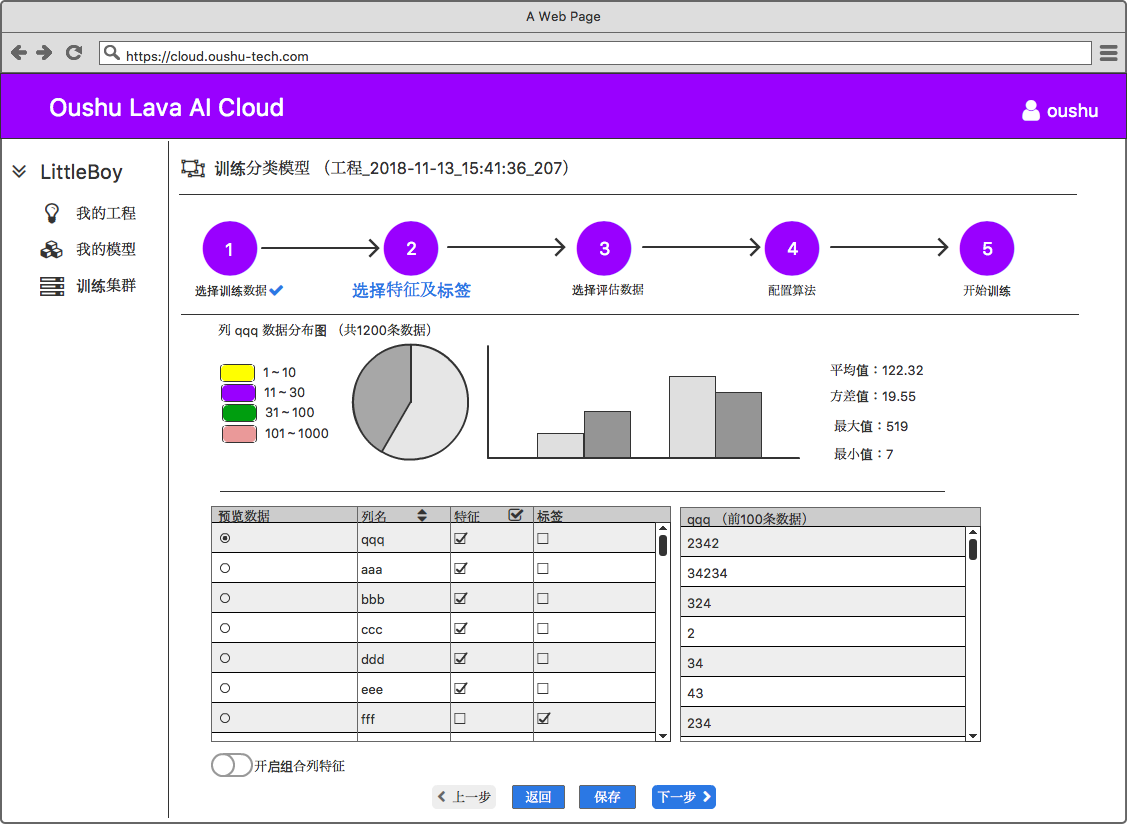 A Web Page
https://cloud.oushu-tech.com
Oushu Lava AI Cloud
oushu
LittleBoy
我的工程
我的模型
训练集群
训练分类模型 （工程_2018-11-13_15:41:36_207）
1
2
3
4
5
选择训练数据
选择特征及标签
选择评估数据
配置算法
开始训练
列 qqq 数据分布图 （共1200条数据）
1~10
11~30
31~100
101~1000
平均值：122.32
方差值：19.55
最大值：519
最小值：7
预览数据 列名 特征 标签
qqq
aaa
bbb
ccc
ddd
eee
fff
qqq （前100条数据）
2342
34234
324
2
34
43
234
开启组合列特征
上一步 返回 保存 下一步